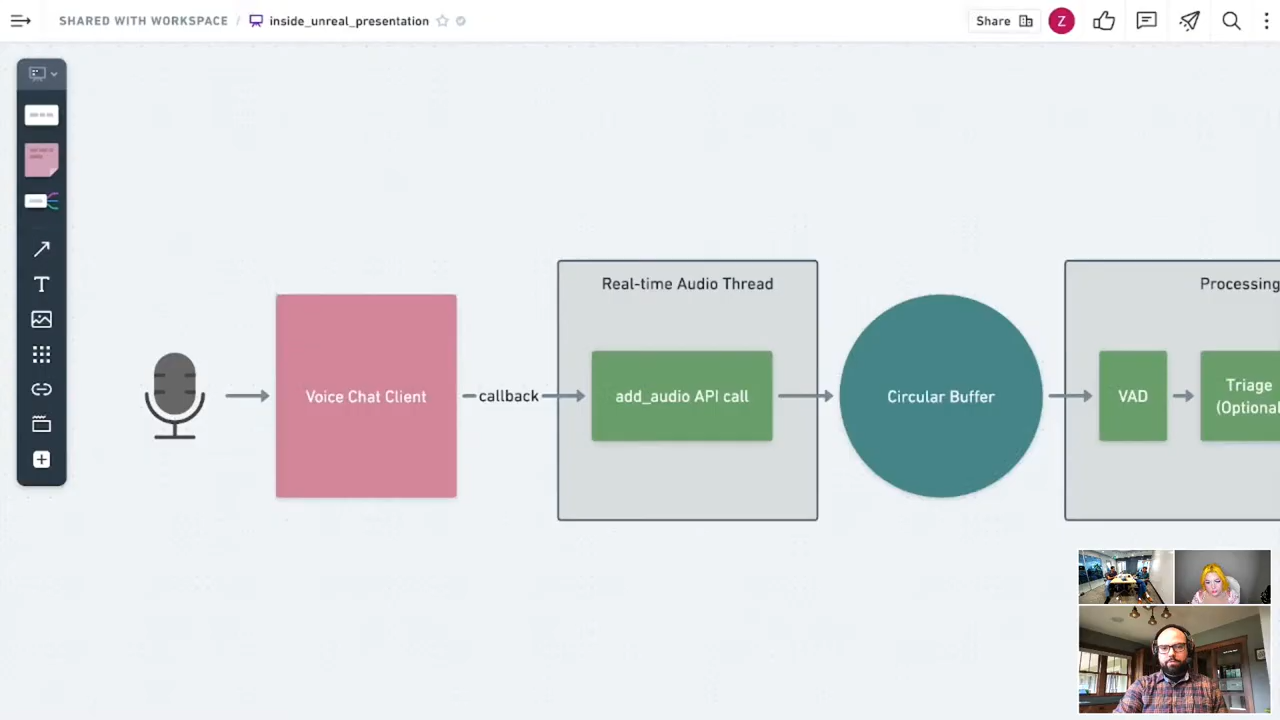 SHARED WITH WORKSPACE / inside_unreal_presentation
Share
Z
T
Real-time Audio Thread
Processing
Voice Chat Client
callback
add_audio API call
Circular Buffer
VAD
Triage
(Optional